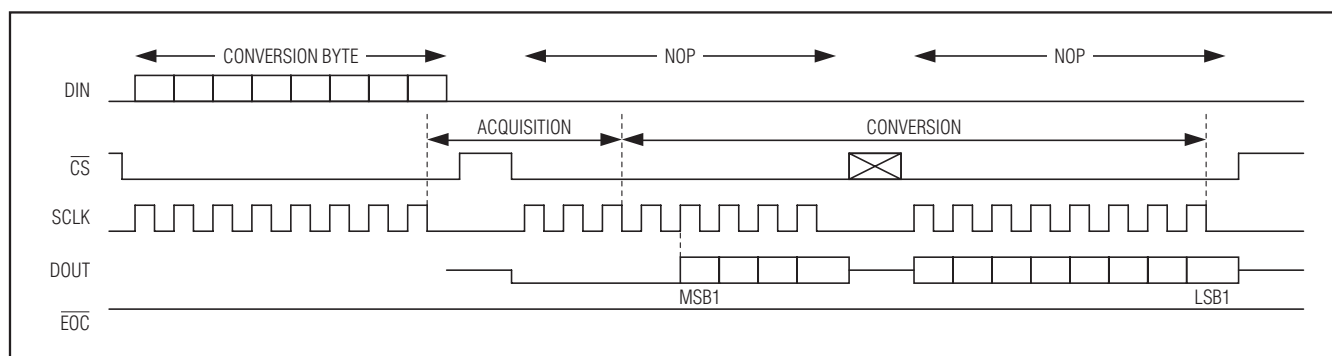 CONVERSION BYTE
NOP
NOP
DIN
ACQUISITION
CONVERSION
CS
SCLK
DOUT
MSB1
LSB1
EOC